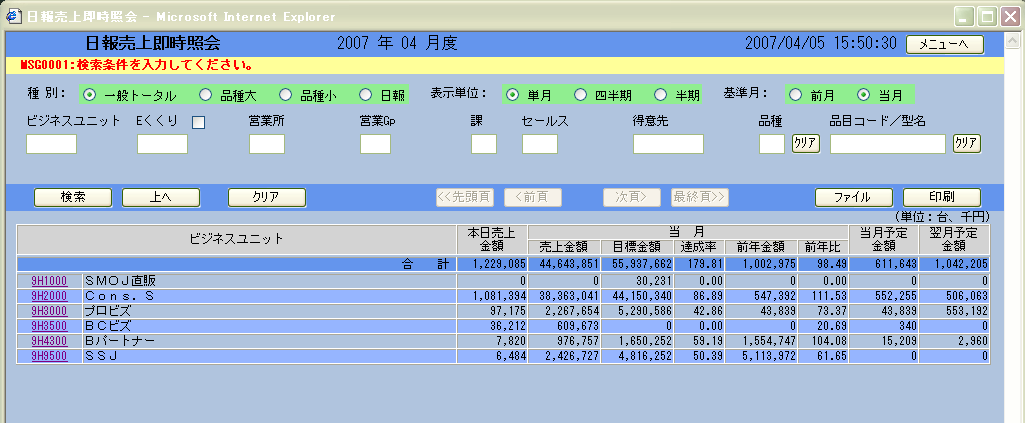 日報売上即時照会 - Microsoft Internet Explorer
日報売上即時照会 2007 年 04 月度 2007/04/05 15:50:30 メニューへ
MSG0001:検索条件を入力してください。
種 別： 一般トータル 品種大 品種小 日報 表示単位： 単月 四半期 半期 基準月： 前月 当月
ビジネスユニット Eくくり 営業所 営業Gp 課 セールス 得意先 品種 クリア 品目コード／型名 クリア
検索 上へ クリア <<先頭頁 <前頁 次頁> 最終頁>> ファイル 印刷
(単位：台、千円)
ビジネスユニット 本日売上金額 当 月 当月予定金額 翌月予定金額
売上金額 目標金額 達成率 前年金額 前年比
合 計 1,229,085 44,643,851 55,937,662 179.81 1,002,975 98.49 611,643 1,042,205
9H1000 ＳＭＯＪ直販 0 0 30,231 0.00 0 0.00 0 0
9H2000 Ｃｏｎｓ．Ｓ 1,081,394 38,363,041 44,150,340 86.89 547,392 111.53 552,255 506,063
9H3000 プロビズ 97,175 2,267,654 5,290,586 42.86 43,839 73.37 43,839 553,192
9H3500 ＢＣビズ 36,212 609,673 0 0.00 0 20.69 340 0
9H4300 Ｂパートナー 7,820 976,757 1,650,252 59.19 1,554,747 104.08 15,209 2,960
9H9500 ＳＳＪ 6,484 2,426,727 4,816,252 50.39 5,113,972 61.65 0 0